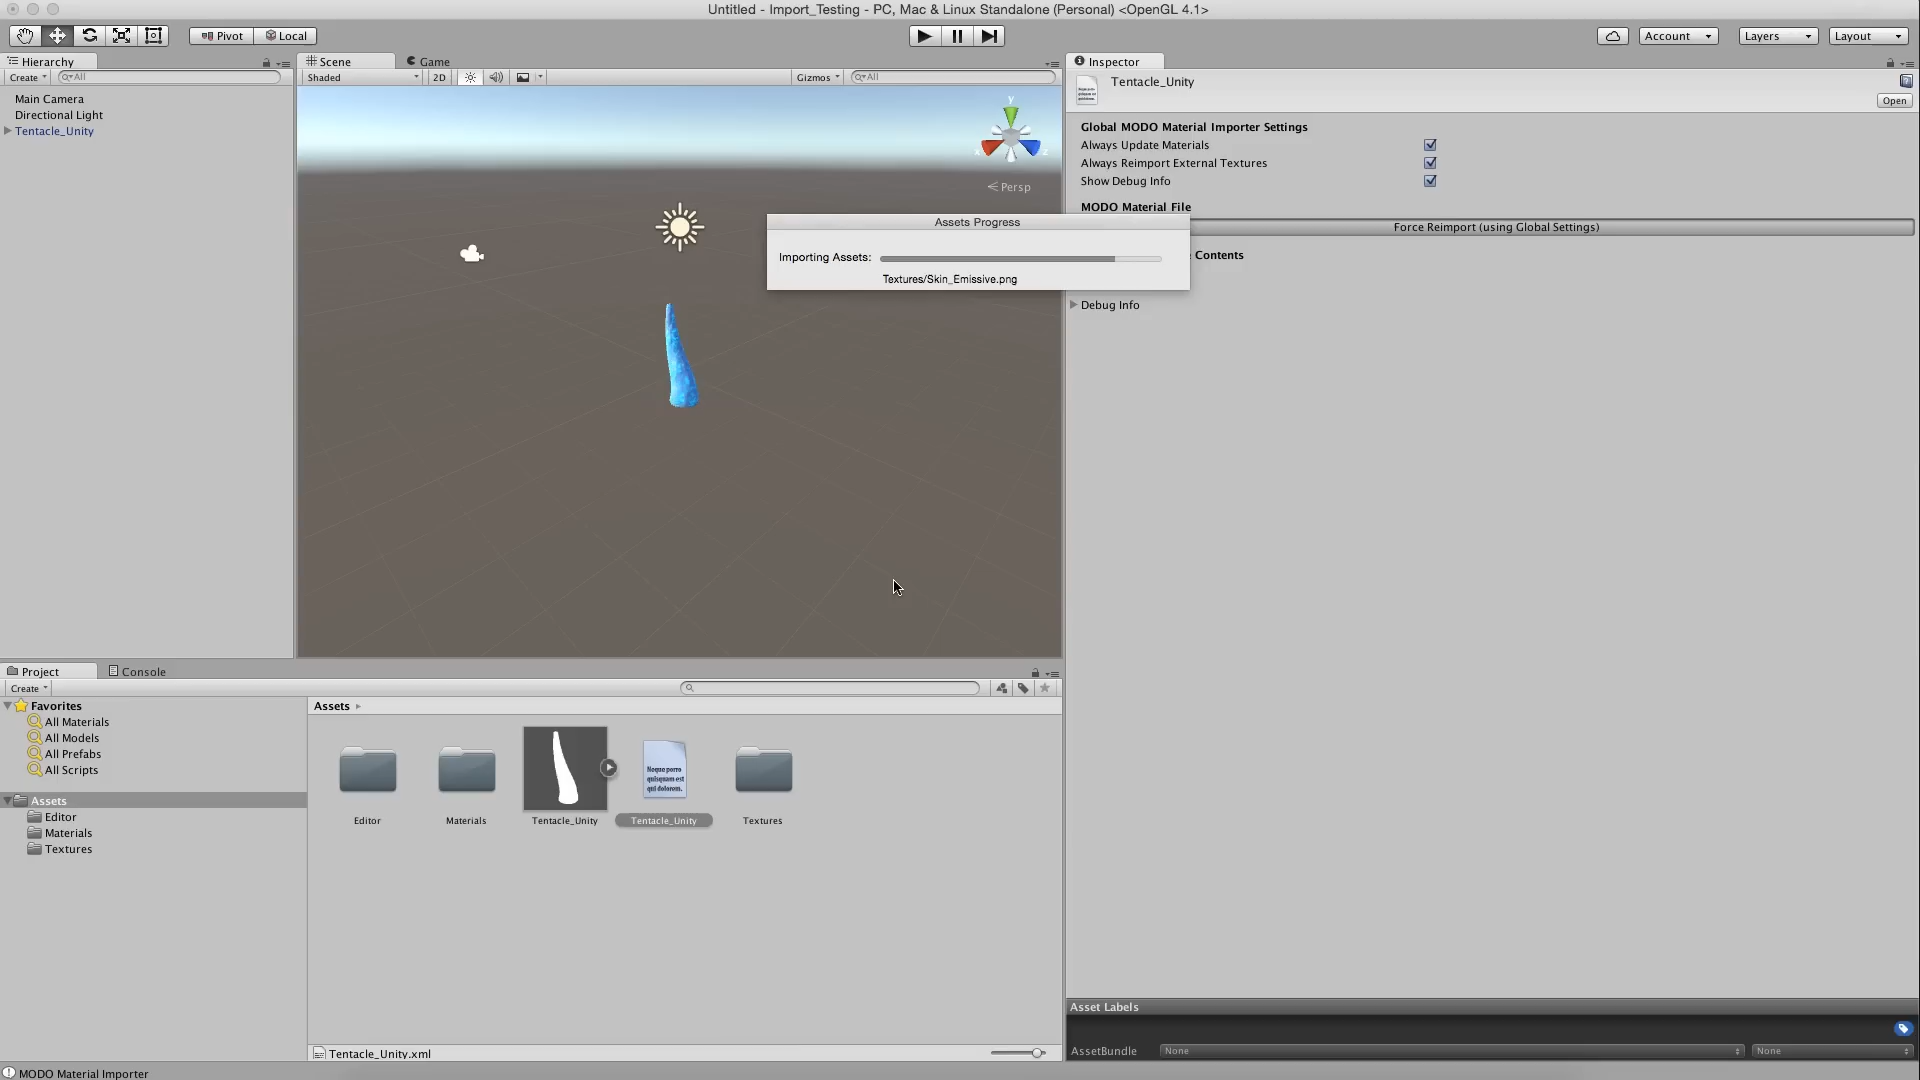 Untitled - Import_Testing - PC, Mac & Linux Standalone (Personal) <OpenGL 4.1>
Pivot Local Account Layers Layout
Hierarchy
Create All
Main Camera
Directional Light
Tentacle_Unity
Scene Game
Shaded 2D Gizmos All
y
x z
Persp
Assets Progress
Importing Assets:
Textures/Skin_Emissive.png
Inspector
Tentacle_Unity
Open
Global MODO Material Importer Settings
Always Update Materials
Always Reimport External Textures
Show Debug Info
MODO Material File
Force Reimport (using Global Settings)
Contents
Debug Info
Project Console
Create
Favorites
All Materials
All Models
All Prefabs
All Scripts
Assets
Editor
Materials
Textures
Assets
Neque porro
quisquam est
qui dolorem.
Editor Materials Tentacle_Unity Tentacle_Unity Textures
Tentacle_Unity.xml
Asset Labels
AssetBundle None None
MODO Material Importer